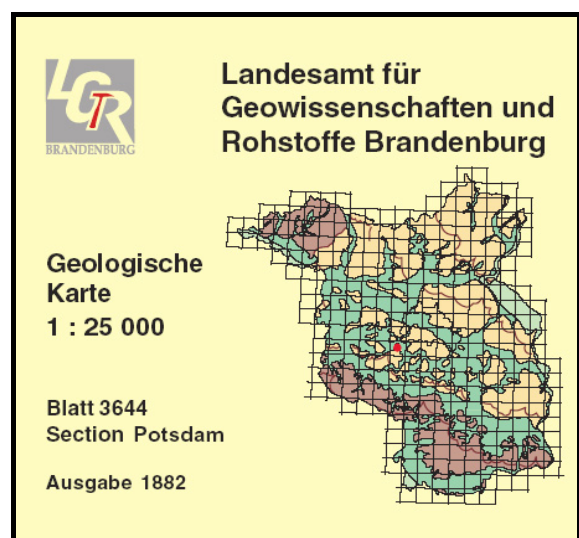 LGR
BRANDENBURG
Landesamt für
Geowissenschaften und
Rohstoffe Brandenburg
Geologische
Karte
1 : 25 000
Blatt 3644
Section Potsdam
Ausgabe 1882